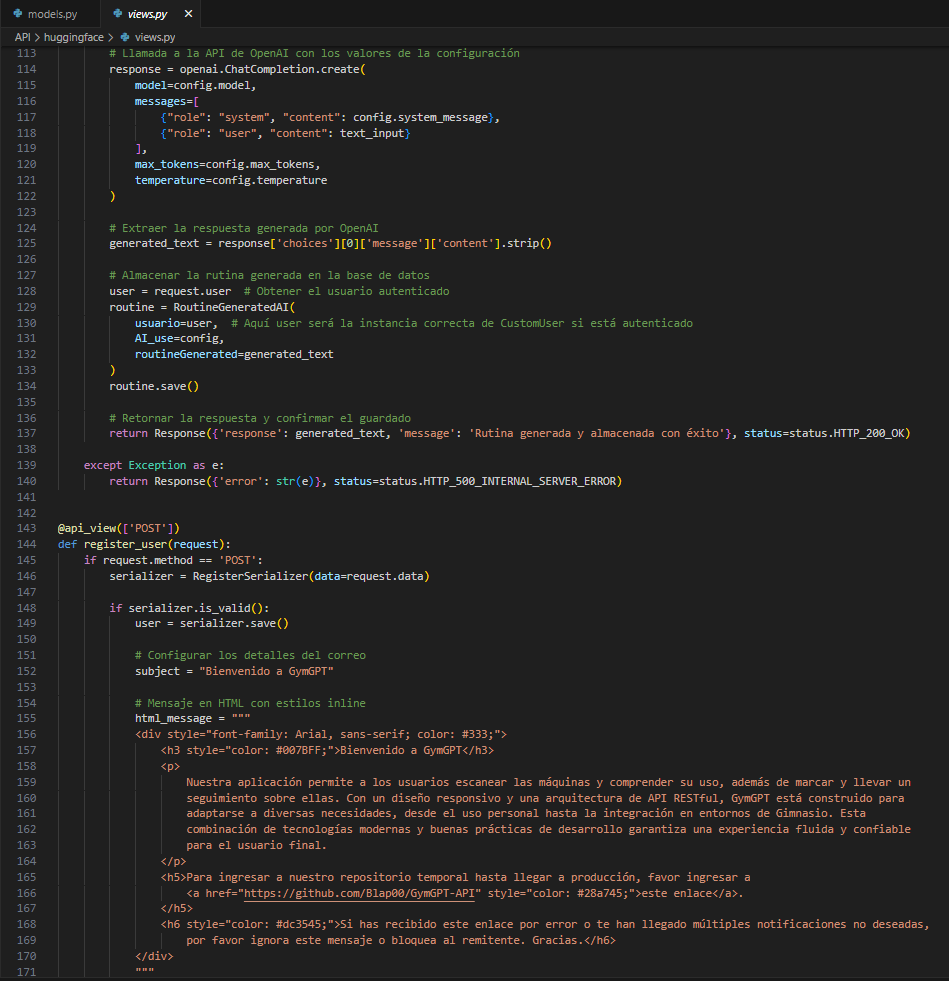 models.py views.py ×
API > huggingface > views.py
113 # Llamada a la API de OpenAI con los valores de la configuración
114 response = openai.ChatCompletion.create(
115 model=config.model,
116 messages=[
117 {"role": "system", "content": config.system_message},
118 {"role": "user", "content": text_input}
119 ],
120 max_tokens=config.max_tokens,
121 temperature=config.temperature
122 )
123
124 # Extraer la respuesta generada por OpenAI
125 generated_text = response['choices'][0]['message']['content'].strip()
126
127 # Almacenar la rutina generada en la base de datos
128 user = request.user # Obtener el usuario autenticado
129 routine = RoutineGeneratedAI(
130 usuario=user, # Aquí user será la instancia correcta de CustomUser si está autenticado
131 AI_use=config,
132 routineGenerated=generated_text
133 )
134 routine.save()
135
136 # Retornar la respuesta y confirmar el guardado
137 return Response({'response': generated_text, 'message': 'Rutina generada y almacenada con éxito'}, status=status.HTTP_200_OK)
138
139 except Exception as e:
140 return Response({'error': str(e)}, status=status.HTTP_500_INTERNAL_SERVER_ERROR)
141
142
143 @api_view(['POST'])
144 def register_user(request):
145 if request.method == 'POST':
146 serializer = RegisterSerializer(data=request.data)
147
148 if serializer.is_valid():
149 user = serializer.save()
150
151 # Configurar los detalles del correo
152 subject = "Bienvenido a GymGPT"
153
154 # Mensaje en HTML con estilos inline
155 html_message = """
156 <div style="font-family: Arial, sans-serif; color: #333;">
157 <h3 style="color: #007BFF;">Bienvenido a GymGPT</h3>
158 <p>
159 Nuestra aplicación permite a los usuarios escanear las máquinas y comprender su uso, además de marcar y llevar un
160 seguimiento sobre ellas. Con un diseño responsivo y una arquitectura de API RESTful, GymGPT está construido para
161 adaptarse a diversas necesidades, desde el uso personal hasta la integración en entornos de Gimnasio. Esta
162 combinación de tecnologías modernas y buenas prácticas de desarrollo garantiza una experiencia fluida y confiable
163 para el usuario final.
164 </p>
165 <h5>Para ingresar a nuestro repositorio temporal hasta llegar a producción, favor ingresar a
166 <a href="https://github.com/Blap00/GymGPT-API" style="color: #28a745;">este enlace</a>.
167 </h5>
168 <h6 style="color: #dc3545;">Si has recibido este enlace por error o te han llegado múltiples notificaciones no deseadas,
169 por favor ignora este mensaje o bloquea al remitente. Gracias.</h6>
170 </div>
171 """